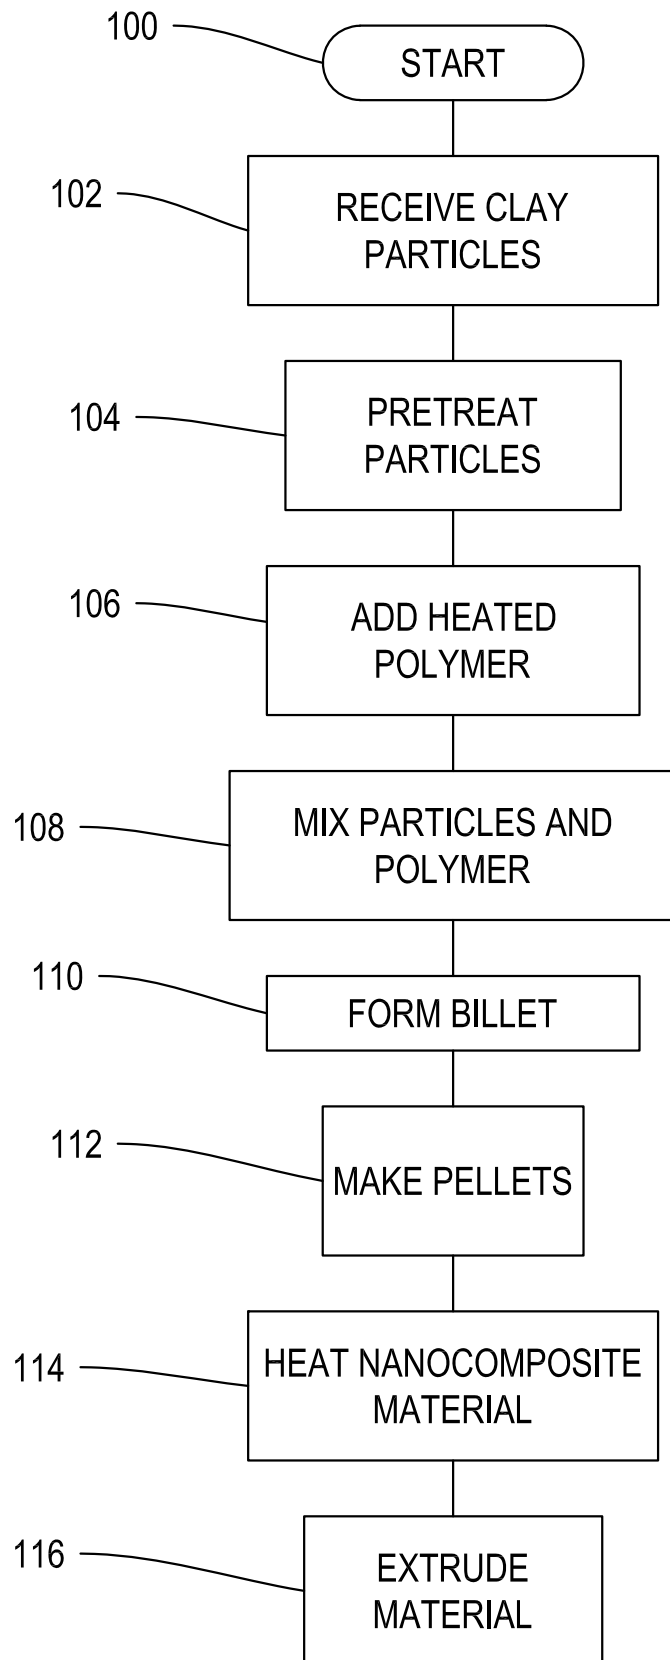 100
START
102
RECEIVE CLAY
PARTICLES
104
PRETREAT
PARTICLES
106
ADD HEATED
POLYMER
108
MIX PARTICLES AND
POLYMER
110
FORM BILLET
112
MAKE PELLETS
114
HEAT NANOCOMPOSITE
MATERIAL
116
EXTRUDE
MATERIAL